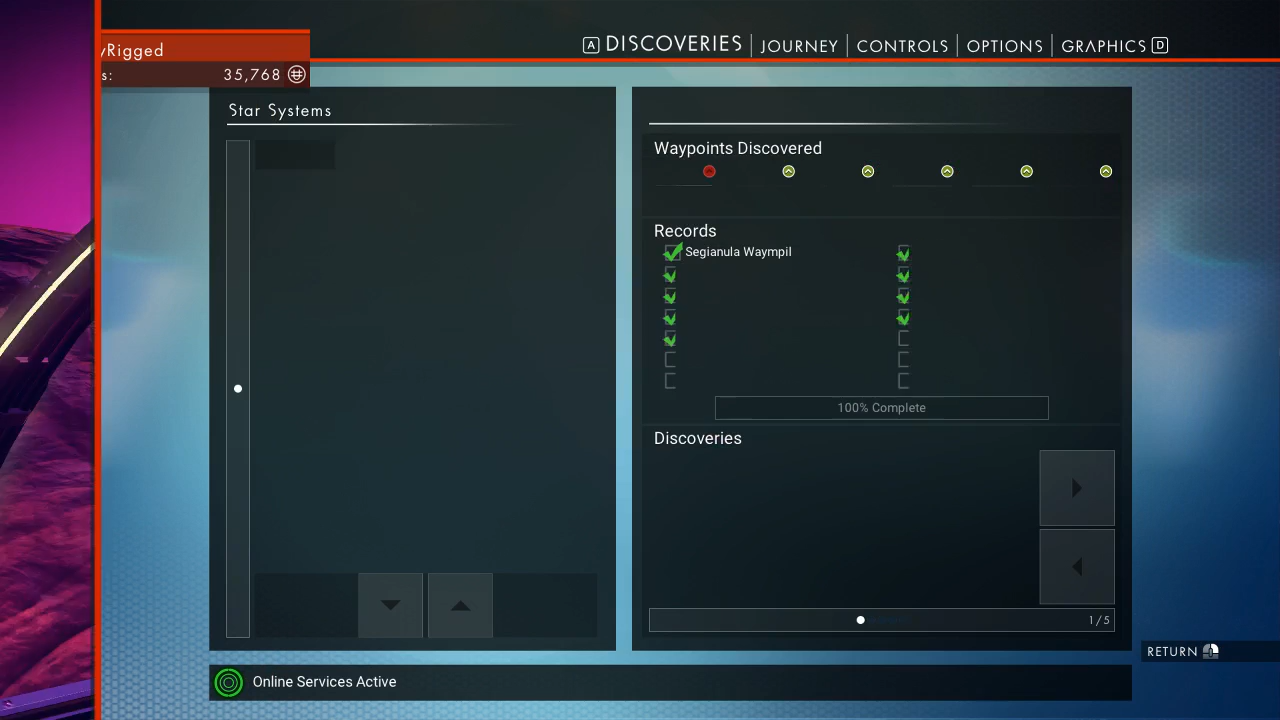 yRigged
s: 35,768
A DISCOVERIES JOURNEY CONTROLS OPTIONS GRAPHICS D
Star Systems
Waypoints Discovered
Records
Segianula Waympil
100% Complete
Discoveries
1/5
RETURN
Online Services Active